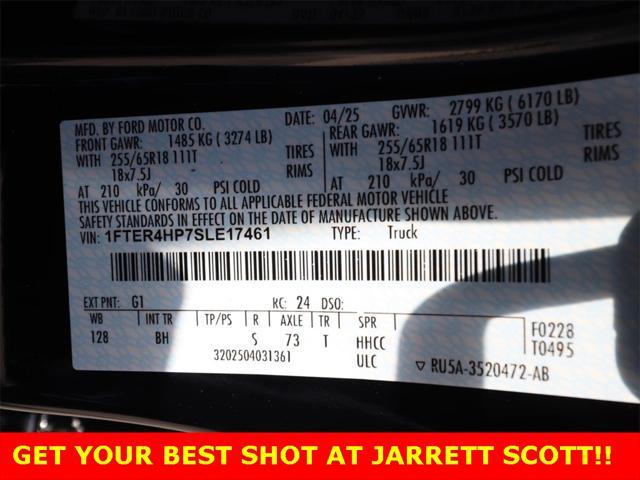 MFD. BY FORD MOTOR CO.
04/25 GVWR: 2799 KG ( 6170 LB)
FRONT GAWR: 1485 KG ( 3274 LB)
REAR GAWR: 1619 KG ( 3570 LB)
WITH 255/65R18 111T TIRES
WITH 255/65R18 111T TIRES
18x7.5J RIMS
18x7.5J RIMS
AT 210 kPa/ 30 PSI COLD
AT 210 kPa/ 30 PSI COLD
THIS VEHICLE CONFORMS TO ALL APPLICABLE FEDERAL MOTOR VEHICLE
SAFETY STANDARDS IN EFFECT ON THE DATE OF MANUFACTURE SHOWN ABOVE.
VIN: 1FTER4HP7SLE17461 TYPE: Truck
EXT PNT: G1 RC: 24 DSO:
WB INT TR TP/PS R AXLE TR SPR
128 BH S 73 T HHCC
F0228
T0495
3202504031361 ULC
▽ RU5A-3520472-AB
GET YOUR BEST SHOT AT JARRETT SCOTT!!